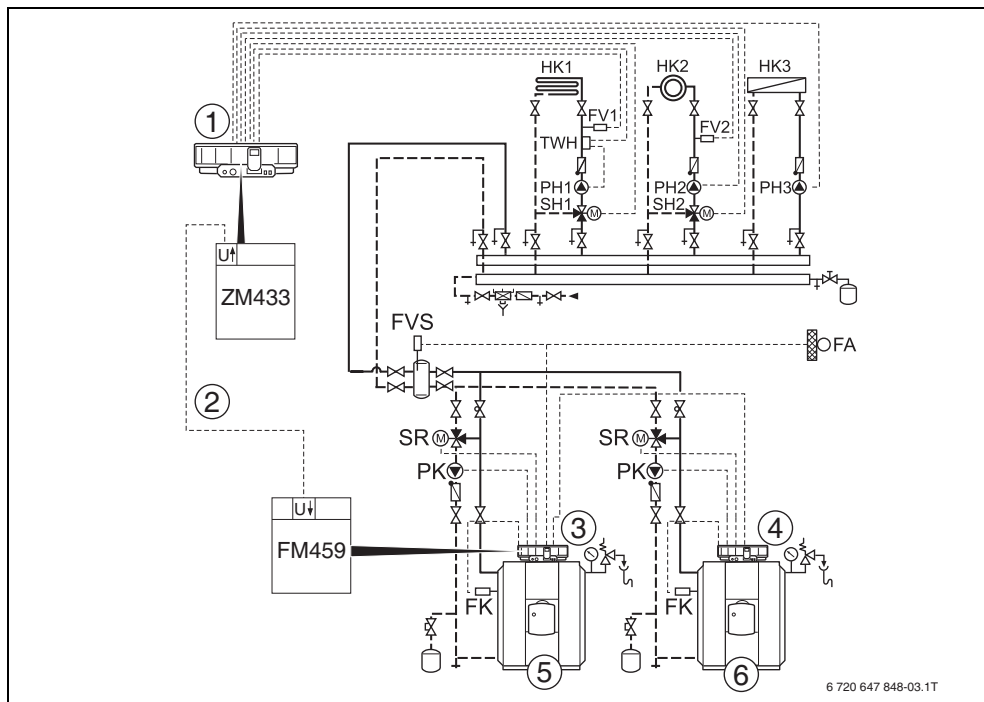 HK1
HK2
HK3
1
FV1
FV2
TWH
PH1
PH2
PH3
SH1
M
SH2
M
U↑
ZM433
FVS
FA
2
SR M
SR M
PK
PK
U↓
FM459
3
4
FK
FK
5
6
6 720 647 848-03.1T